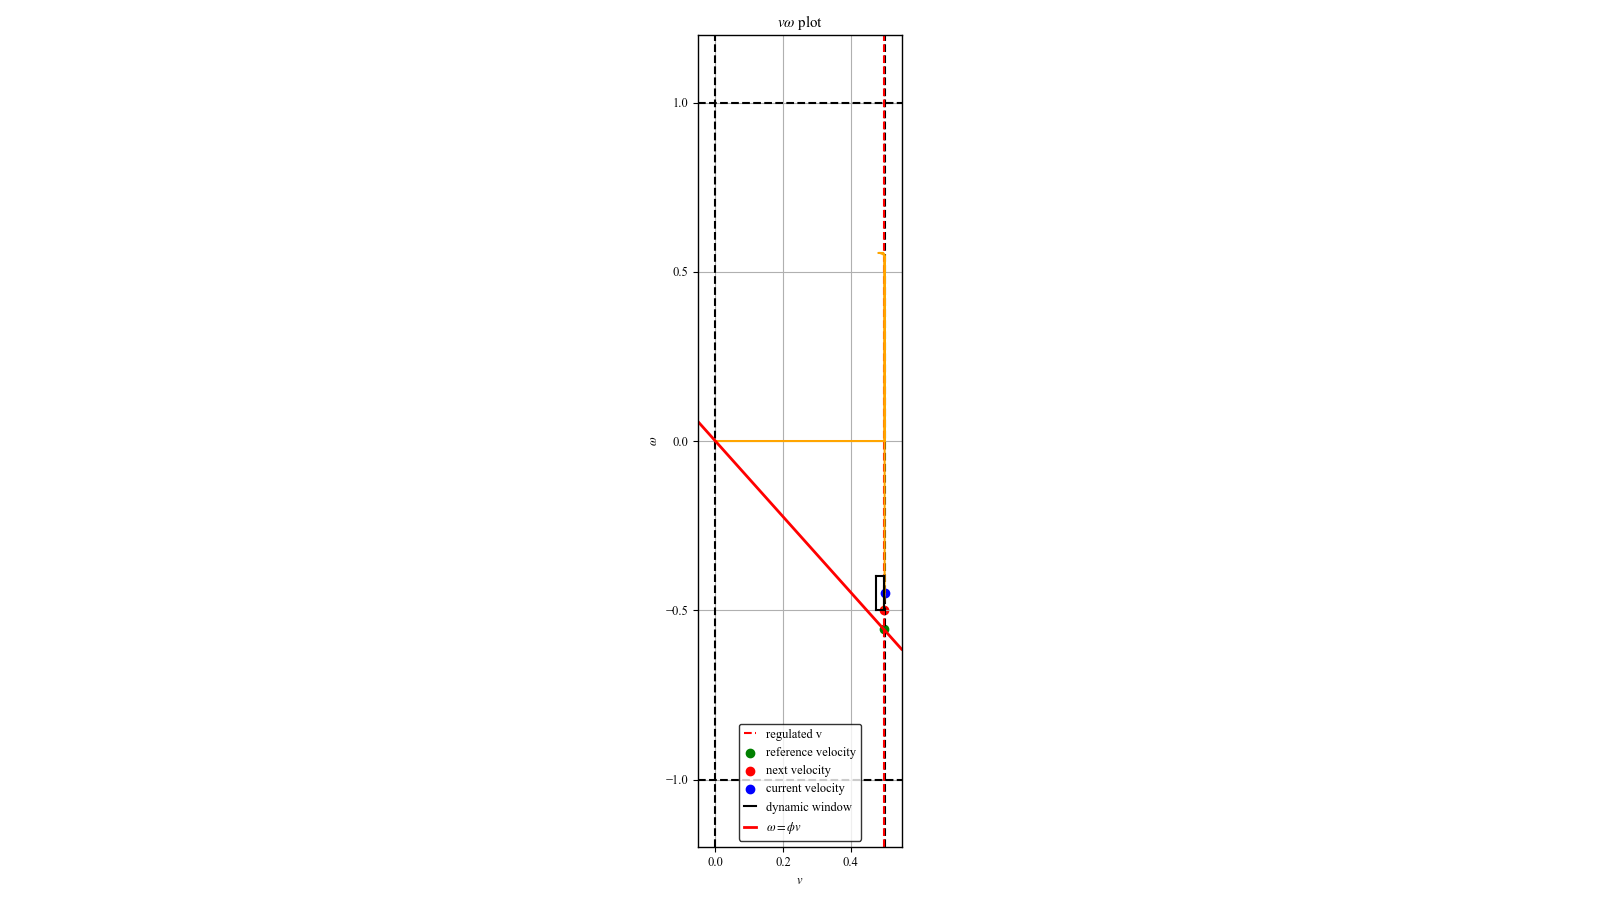 vω plot
1.0
0.5
0.0
−0.5
−1.0
ω
0.0 0.2 0.4
v
regulated v
reference velocity
next velocity
current velocity
dynamic window
ω = ϕv